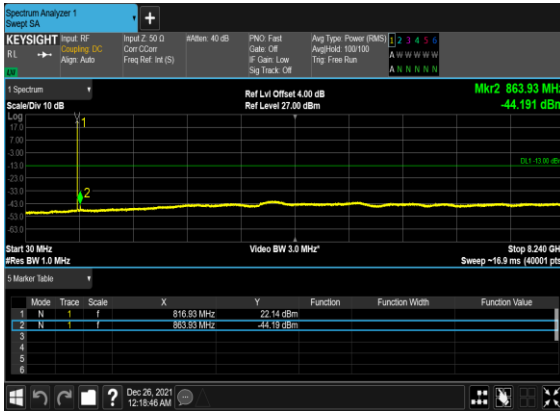 Spectrum Analyzer 1
Swept SA
+
KEYSIGHT
RL
Input: RF
Coupling: DC
Align: Auto
Input Z: 50 Ω
Corr CCorr
Freq Ref: Int (S)
#Atten: 40 dB
PNO: Fast
Gate: Off
IF Gain: Low
Sig Track: Off
Avg Type: Power (RMS)
Avg|Hold: 100/100
Trig: Free Run
1 2 3 4 5 6
A W W W W W
A N N N N N
1 Spectrum
Scale/Div 10 dB
Ref Lvl Offset 4.00 dB
Ref Level 27.00 dBm
Mkr2 863.93 MHz
-44.191 dBm
Log
17.0
7.00
-3.00
-13.0
-23.0
-33.0
-43.0
-53.0
-63.0
1
2
DL1 -13.00 dBm
Start 30 MHz
#Res BW 1.0 MHz
Video BW 3.0 MHz*
Stop 8.240 GH
Sweep ~16.9 ms (40001 pts
5 Marker Table
Mode Trace Scale X Y Function Function Width Function Value
1 N 1 f 816.93 MHz 22.14 dBm
2 N 1 f 863.93 MHz -44.19 dBm
3
4
5
6
?
Dec 26, 2021
12:18:46 AM